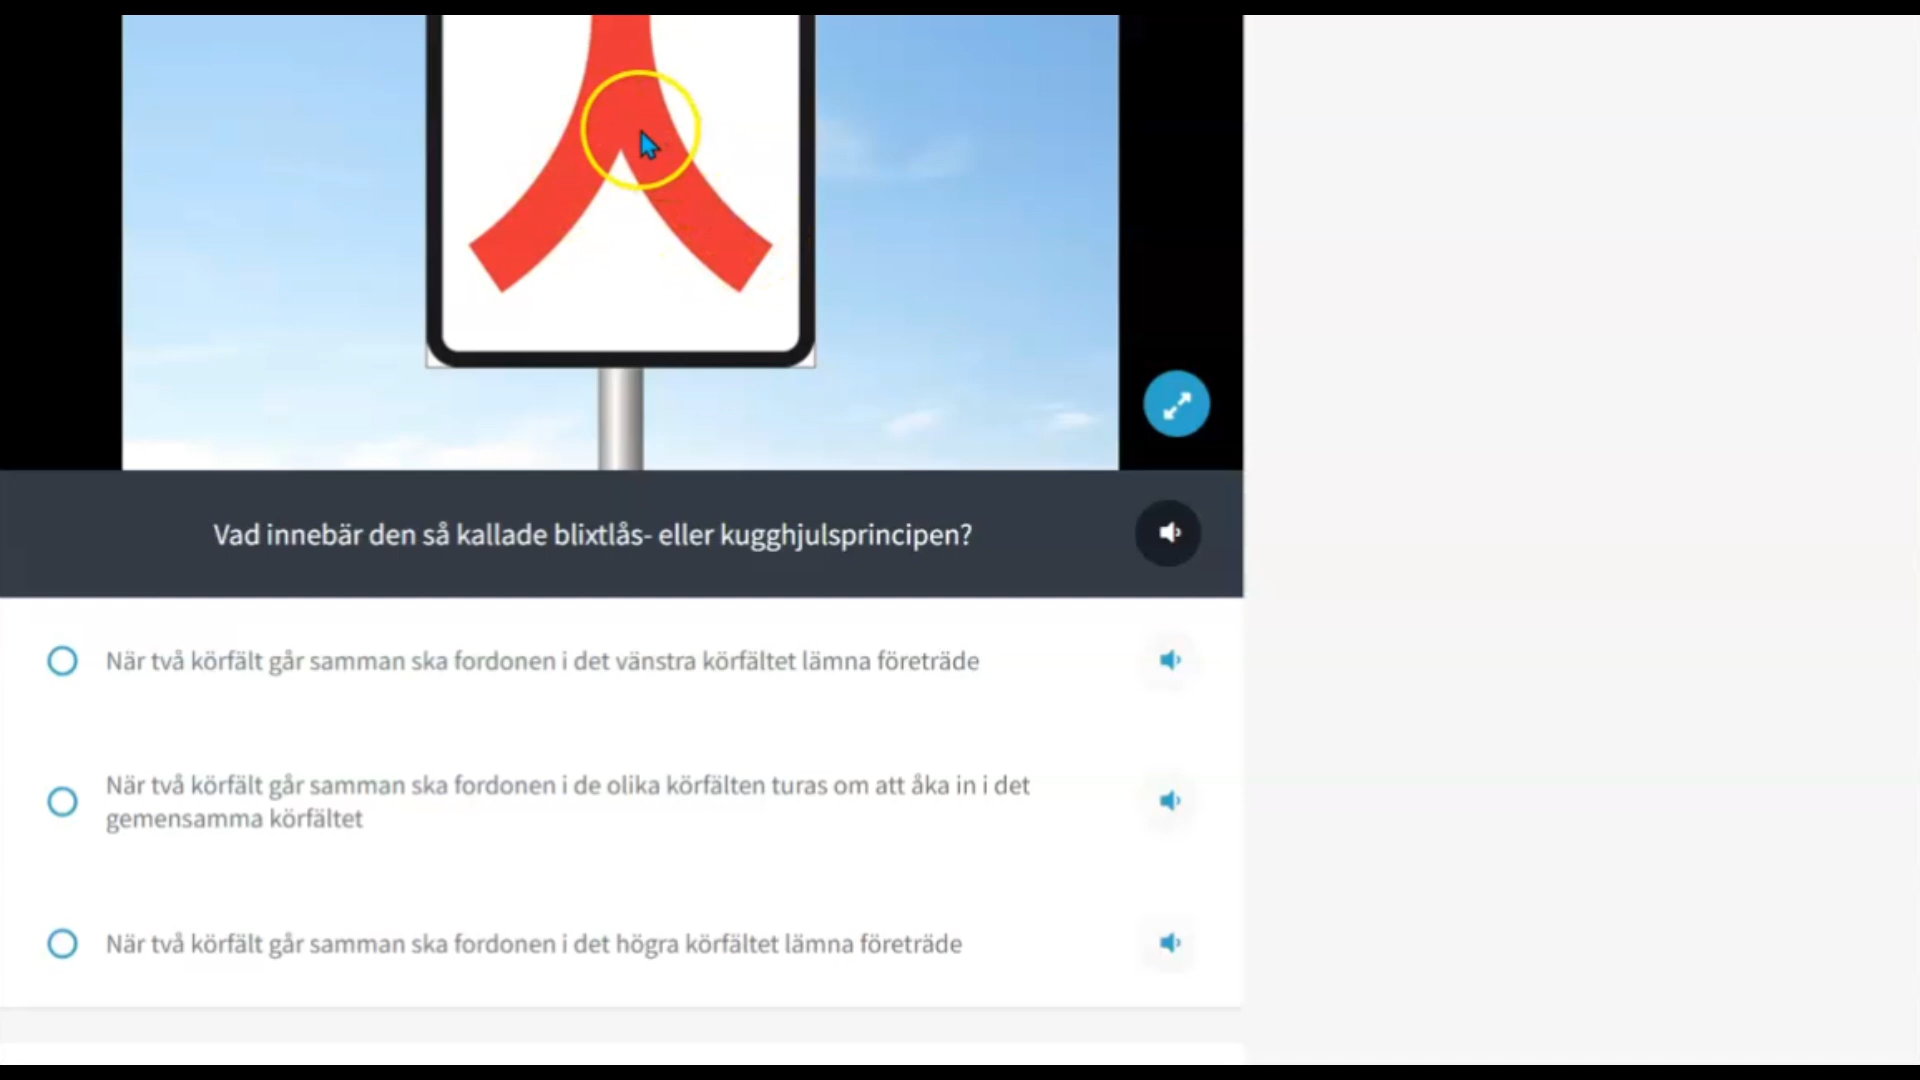 Vad innebär den så kallade blixtlås- eller kugghjulsprincipen?
När två körfält går samman ska fordonen i det vänstra körfältet lämna företräde
När två körfält går samman ska fordonen i de olika körfälten turas om att åka in i det
gemensamma körfältet
När två körfält går samman ska fordonen i det högra körfältet lämna företräde